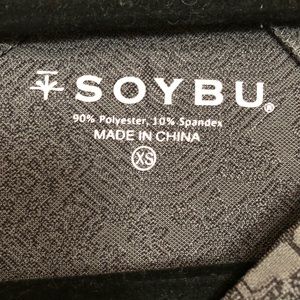 SOYBU®
90% Polyester, 10% Spandex
MADE IN CHINA
XS